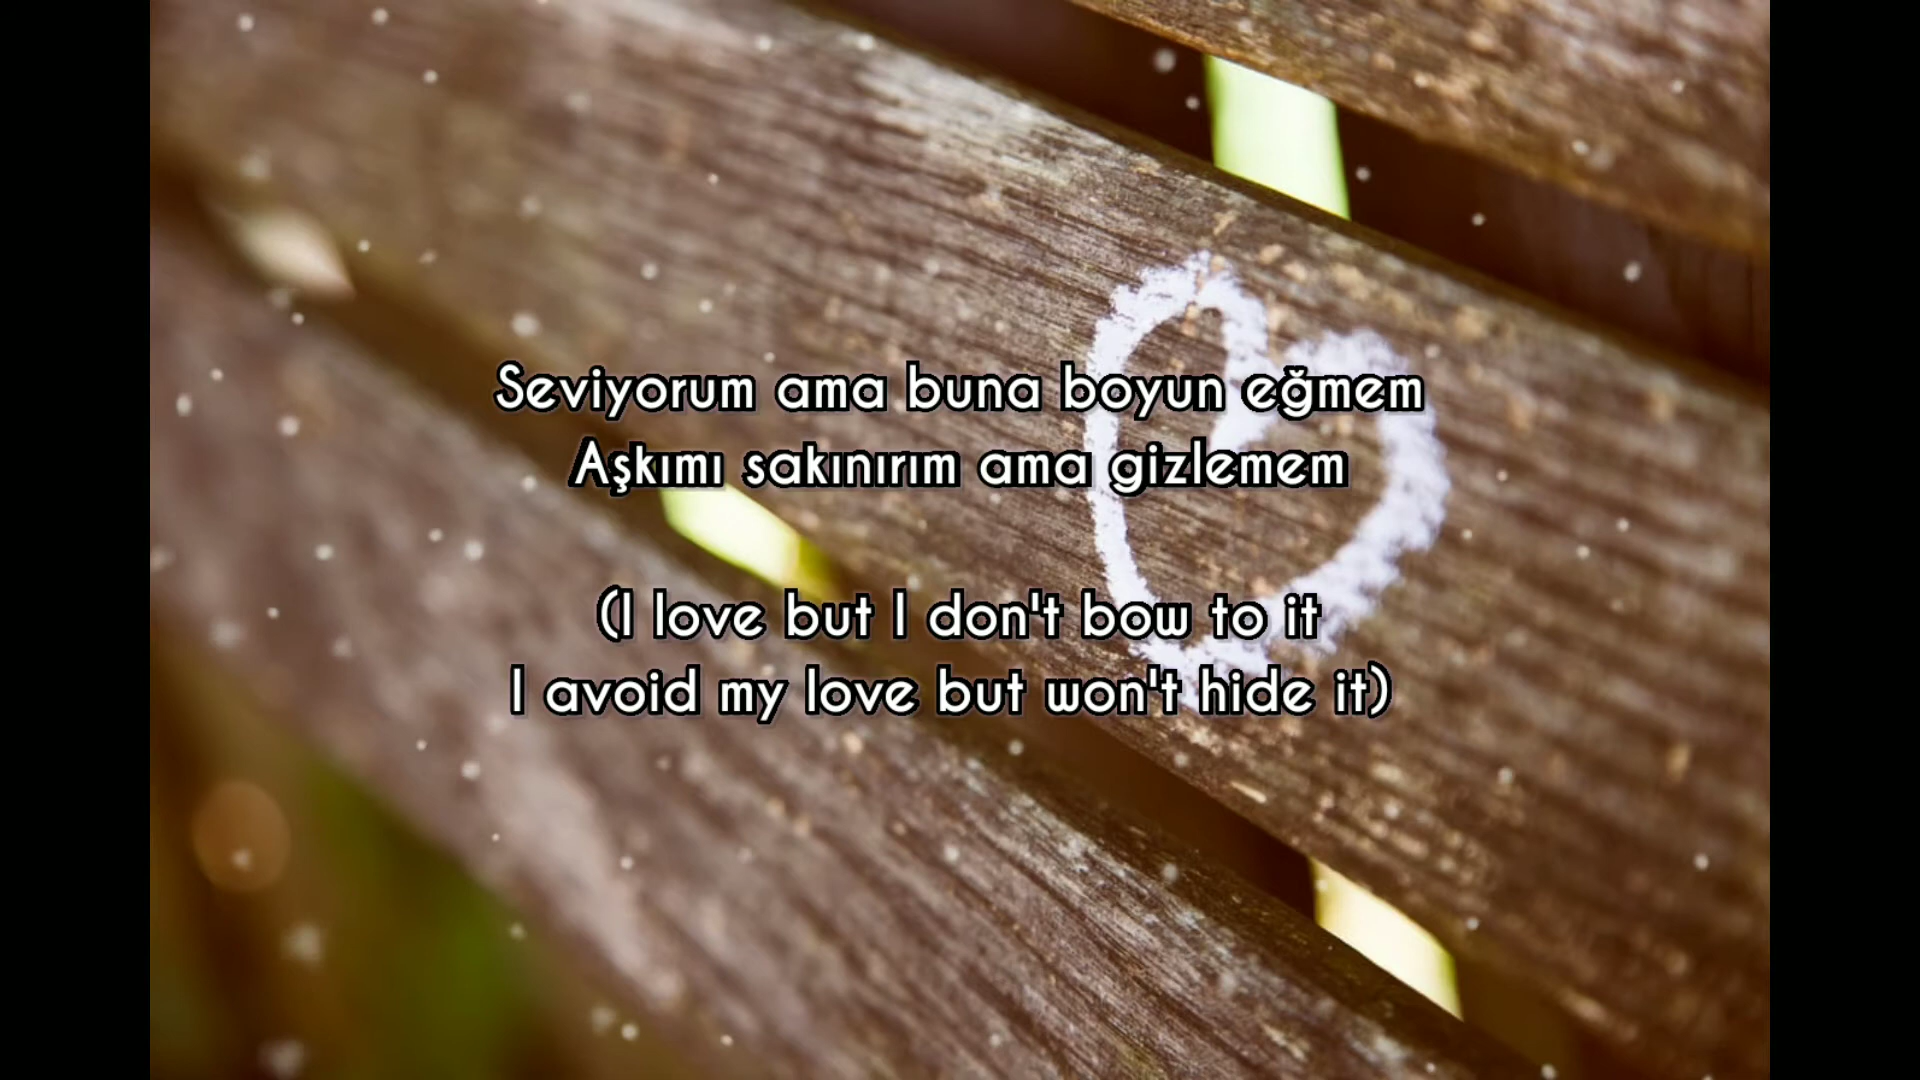 Seviyorum ama buna boyun eğmem
Aşkımı sakınırım ama gizlemem
(I love but I don't bow to it
I avoid my love but won't hide it)